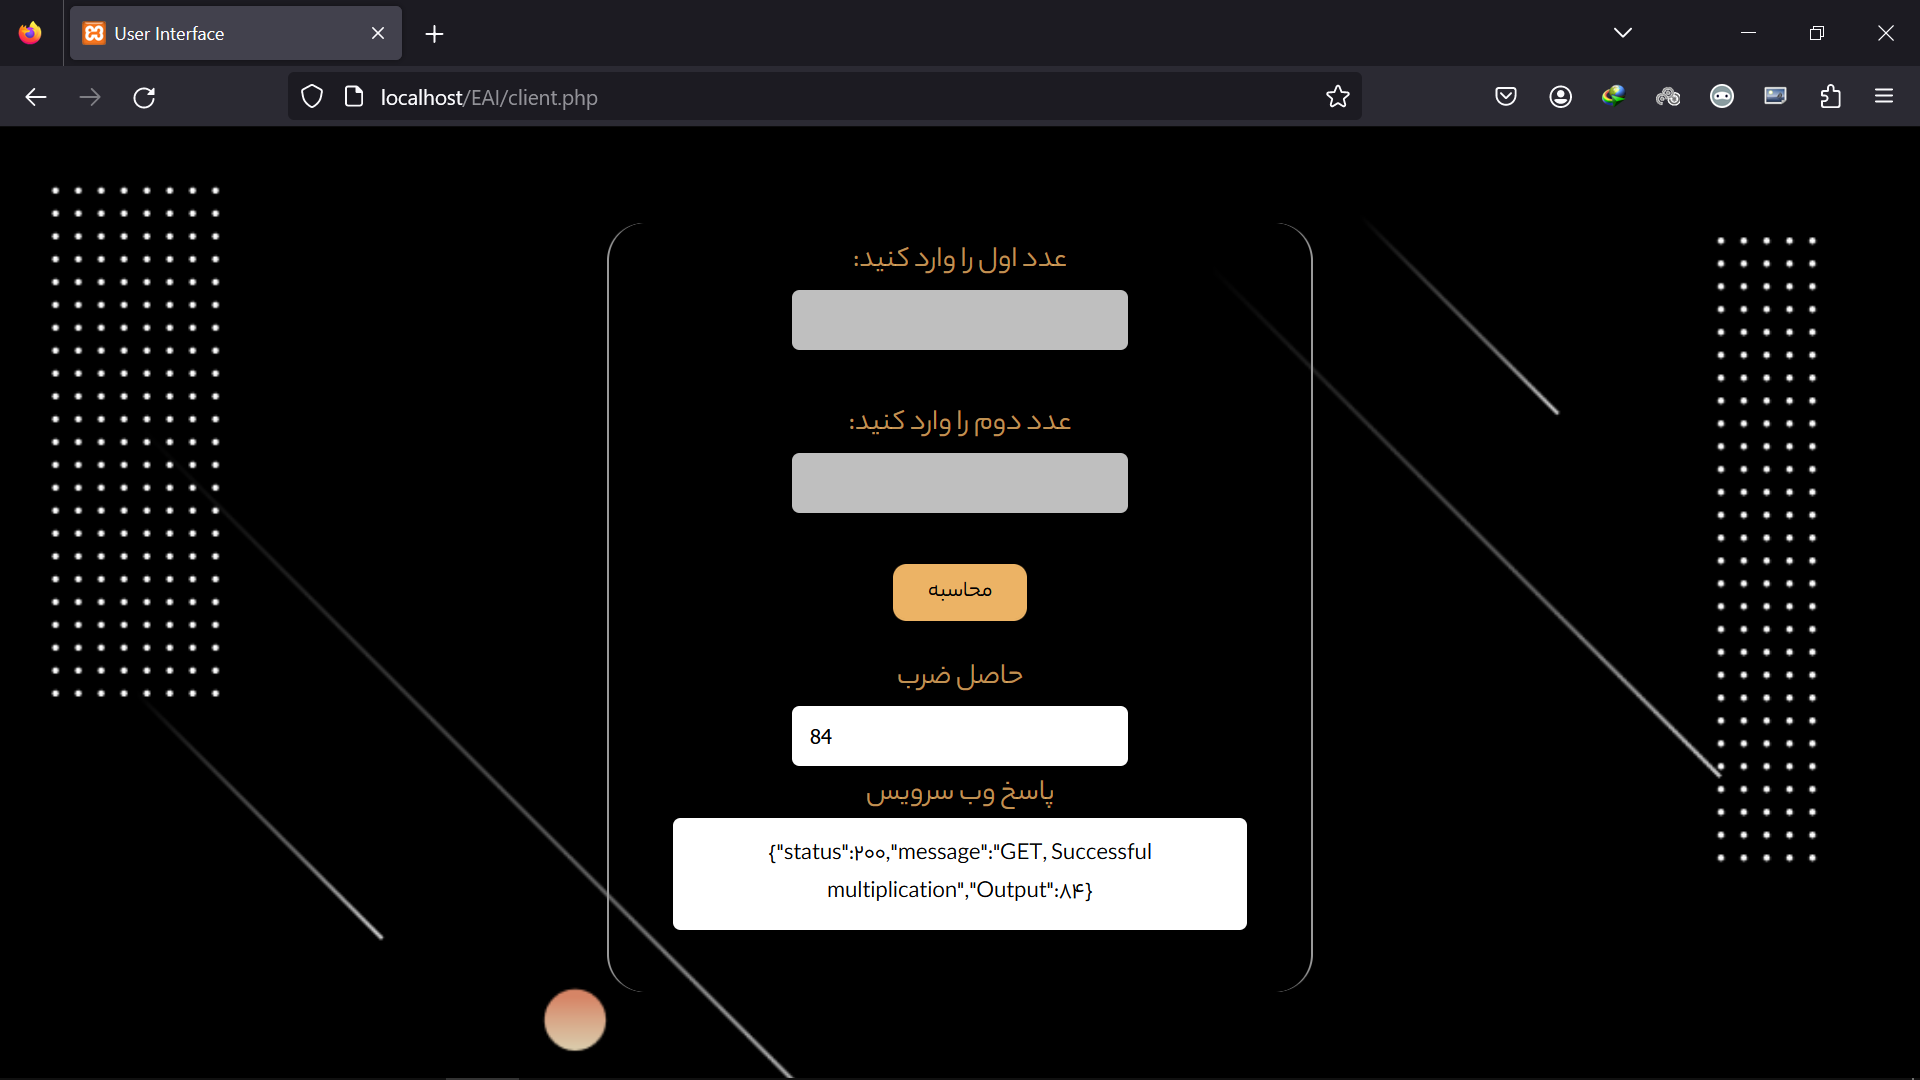 User Interface
localhost/EAI/client.php
عدد اول را وارد کنید:
عدد دوم را وارد کنید:
محاسبه
حاصل ضرب
84
پاسخ وب سرویس
{"status":۲۰۰,"message":"GET, Successful
multiplication","Output":۸۴}